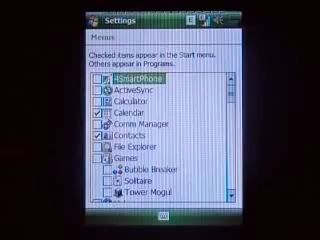 Settings
Menus
Checked items appear in the Start menu.
Others appear in Programs.
4SmartPhone
ActiveSync
Calculator
Calendar
Comm Manager
Contacts
File Explorer
Games
Bubble Breaker
Solitaire
Tower Mogul